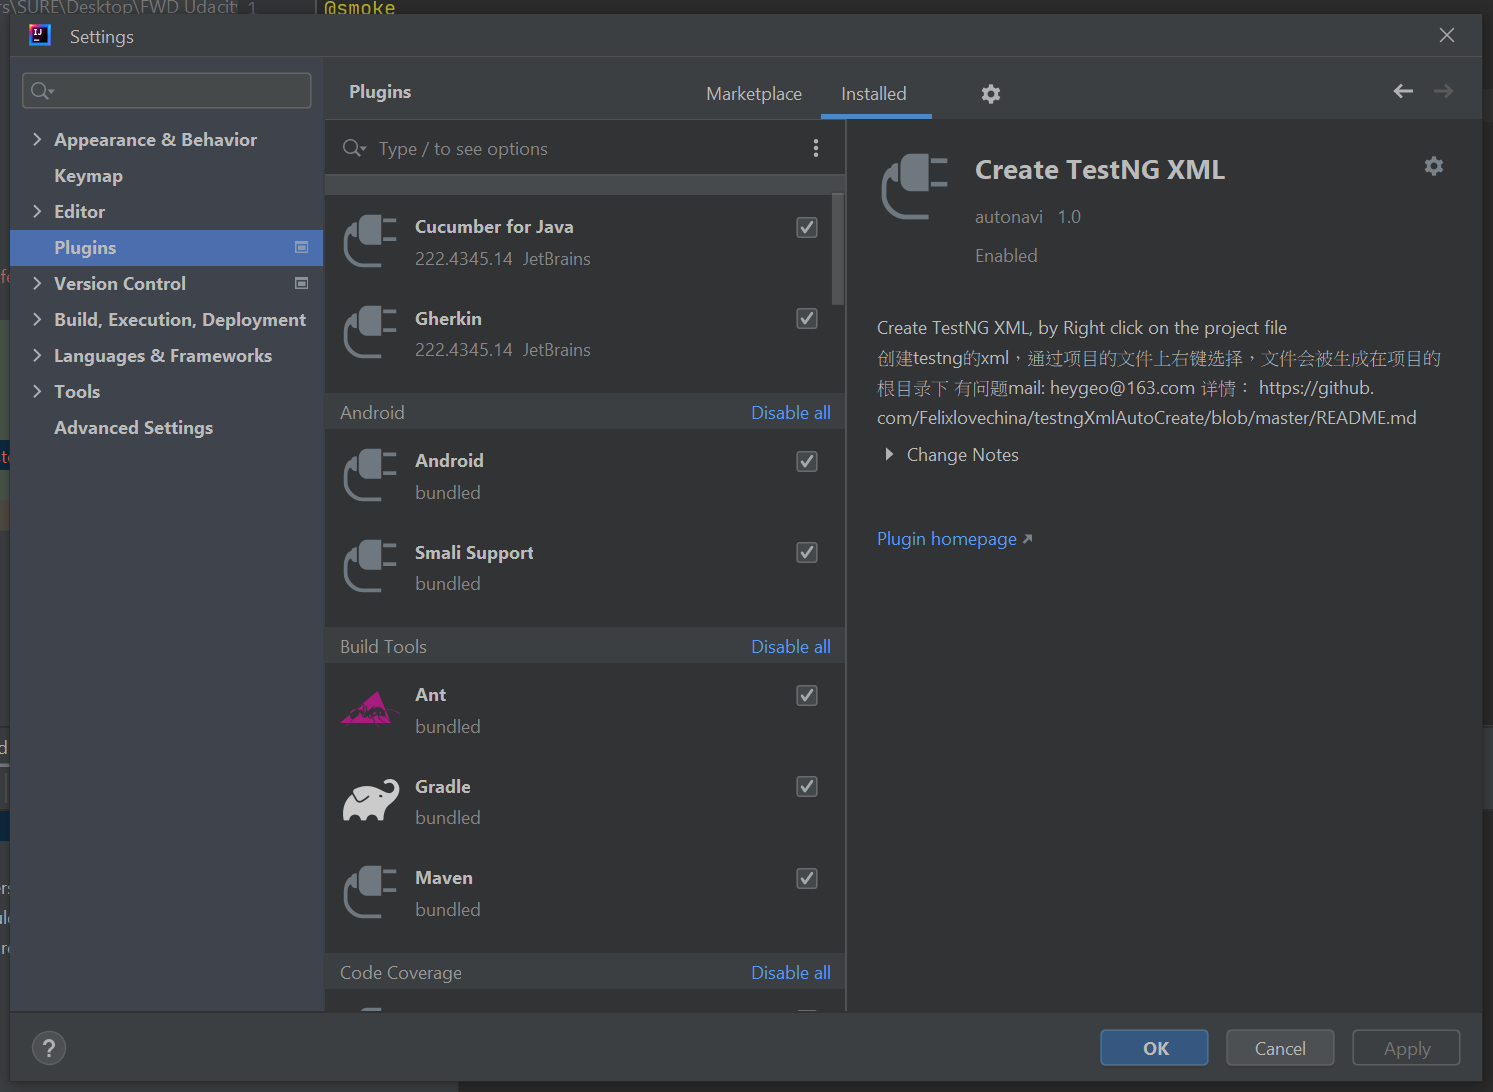 rs\SURE\Desktop\FWD Udacit 1
@smoke
Settings
Plugins
Marketplace
Installed
Appearance & Behavior
Keymap
Editor
Plugins
Version Control
Build, Execution, Deployment
Languages & Frameworks
Tools
Advanced Settings
Type / to see options
Cucumber for Java
222.4345.14 JetBrains
Gherkin
222.4345.14 JetBrains
Android Disable all
Android
bundled
Smali Support
bundled
Build Tools Disable all
Ant
bundled
Gradle
bundled
Maven
bundled
Code Coverage Disable all
Create TestNG XML
autonavi 1.0
Enabled
Create TestNG XML, by Right click on the project file
创建testng的xml，通过项目的文件上右键选择，文件会被生成在项目的
根目录下 有问题mail: heygeo@163.com 详情： https://github.
com/Felixlovechina/testngXmlAutoCreate/blob/master/README.md
Change Notes
Plugin homepage
?
OK
Cancel
Apply